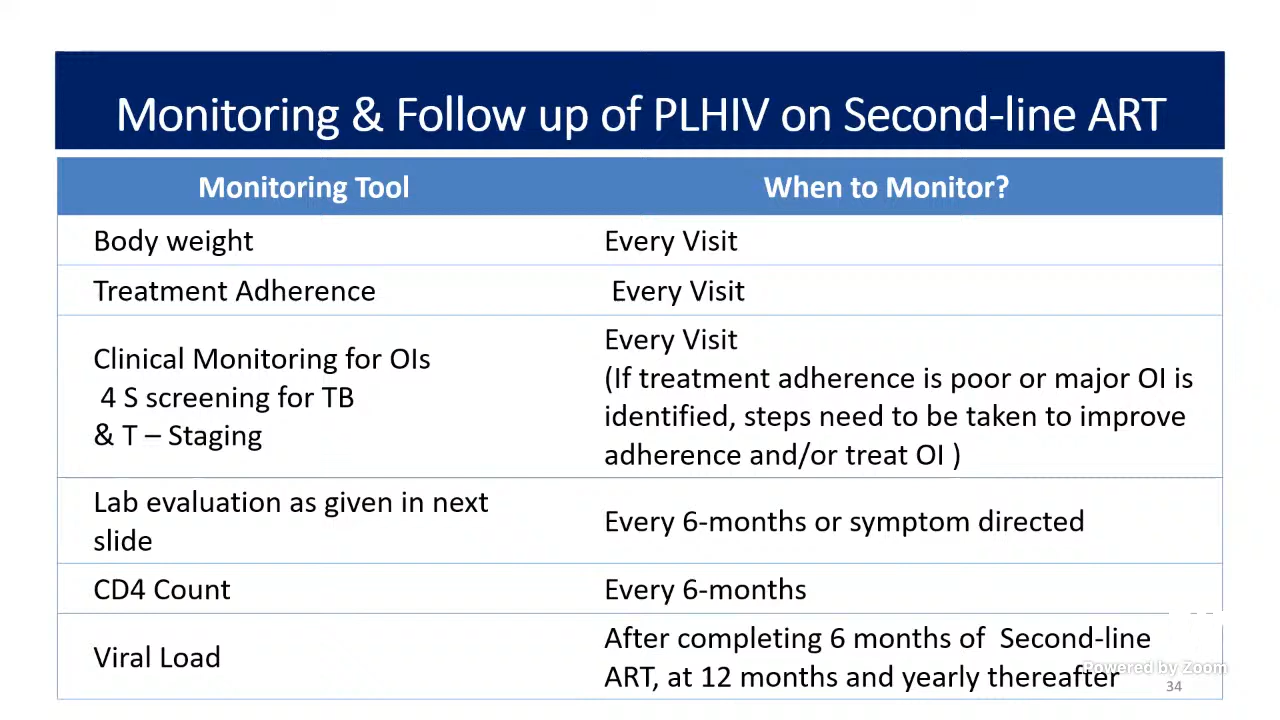 Monitoring & Follow up of PLHIV on Second-line ART
Monitoring Tool
When to Monitor?
Body weight
Every Visit
Treatment Adherence
Every Visit
Clinical Monitoring for OIs
4 S screening for TB
& T – Staging
Every Visit
(If treatment adherence is poor or major OI is
identified, steps need to be taken to improve
adherence and/or treat OI )
Lab evaluation as given in next
slide
Every 6-months or symptom directed
CD4 Count
Every 6-months
Viral Load
After completing 6 months of Second-line
ART, at 12 months and yearly thereafter
Powered by Zoom
34